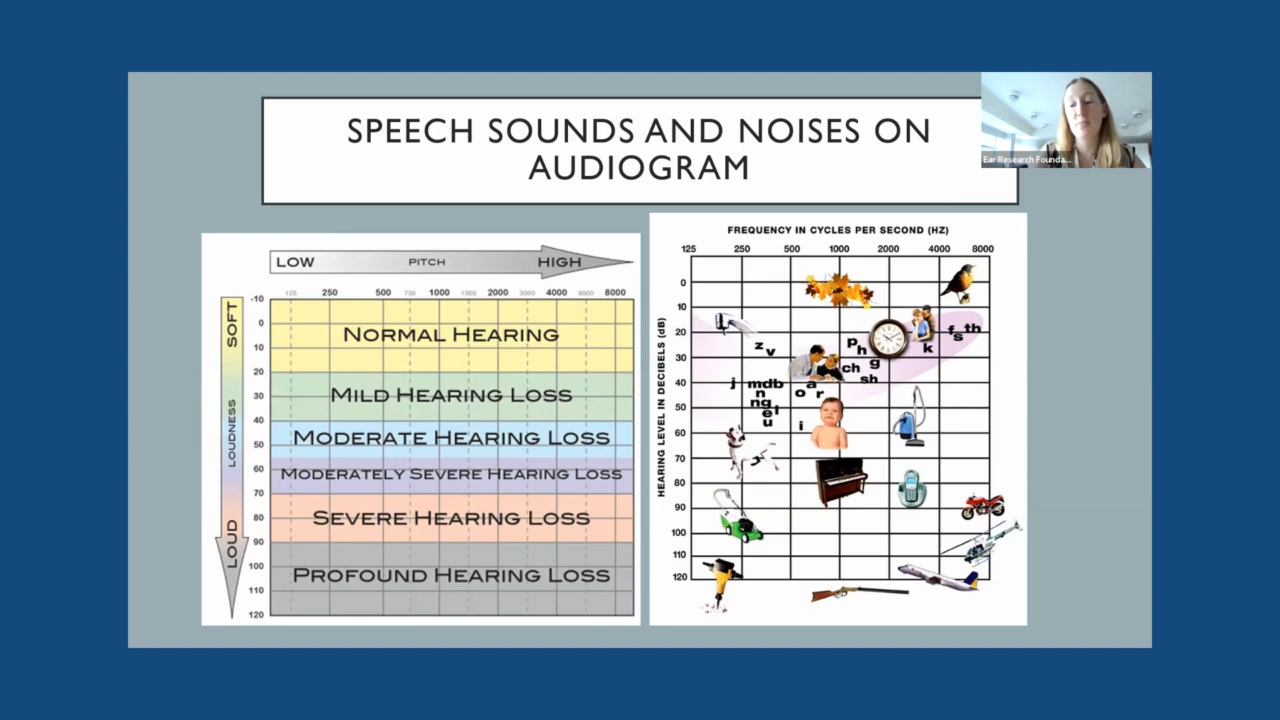 SPEECH SOUNDS AND NOISES ON
AUDIOGRAM
Ear Research Founda...
LOW PITCH HIGH
125 250 500 750 1000 1500 2000 3000 4000 6000 8000
SOFT
LOUDNESS
LOUD
-10
0
10
20
30
40
50
60
70
80
90
100
110
120
NORMAL HEARING
MILD HEARING LOSS
MODERATE HEARING LOSS
MODERATELY SEVERE HEARING LOSS
SEVERE HEARING LOSS
PROFOUND HEARING LOSS
FREQUENCY IN CYCLES PER SECOND (HZ)
125 250 500 1000 2000 4000 8000
HEARING LEVEL IN DECIBELS (dB)
0
10
20
30
40
50
60
70
80
90
100
110
120
z v
p h
ch g
sh
k
f s th
j mdb
n
ng
e l
u
o a r
i